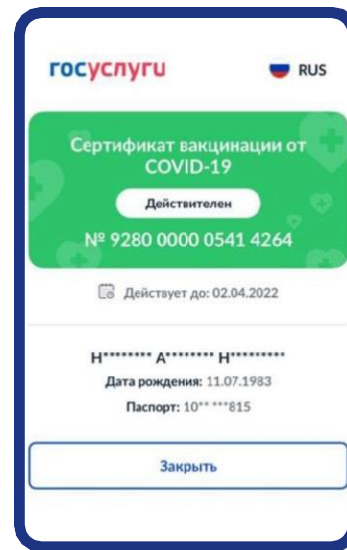 госуслуги RUS
Сертификат вакцинации от
COVID-19
Действителен
№ 9280 0000 0541 4264
Действует до: 02.04.2022
Н******** А******** Н*********
Дата рождения: 11.07.1983
Паспорт: 10** ***815
Закрыть